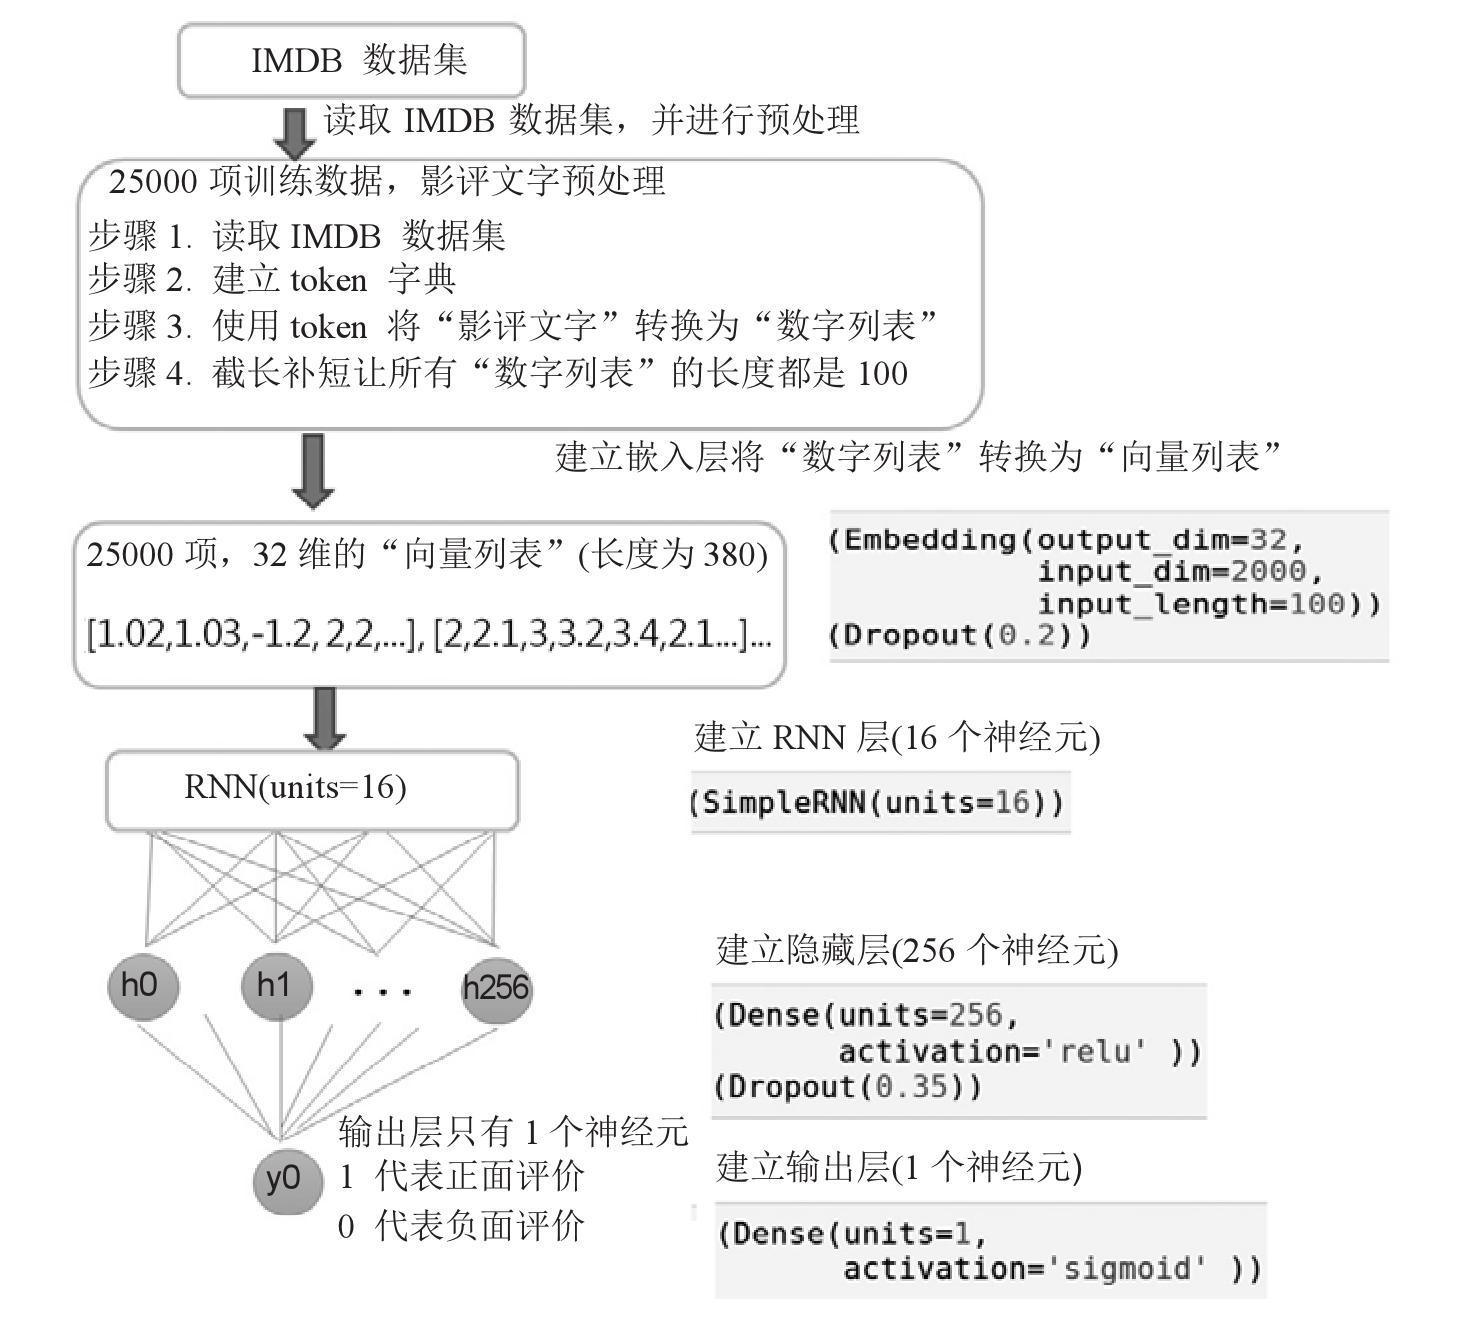 IMDB 数据集
读取 IMDB 数据集，并进行预处理
25000 项训练数据，影评文字预处理
步骤 1. 读取 IMDB 数据集
步骤 2. 建立 token 字典
步骤 3. 使用 token 将“影评文字”转换为“数字列表”
步骤 4. 截长补短让所有“数字列表”的长度都是 100
建立嵌入层将“数字列表”转换为“向量列表”
25000 项，32 维的“向量列表”(长度为 380)
[1.02,1.03,-1.2, 2,2,...], [2,2.1,3,3.2,3.4,2.1...]...
(Embedding(output_dim=32,
input_dim=2000,
input_length=100))
(Dropout(0.2))
RNN(units=16)
建立 RNN 层(16 个神经元)
(SimpleRNN(units=16))
h0 h1 ... h256
建立隐藏层(256 个神经元)
(Dense(units=256,
activation='relu' ))
(Dropout(0.35))
y0
输出层只有 1 个神经元
1 代表正面评价
0 代表负面评价
建立输出层(1 个神经元)
(Dense(units=1,
activation='sigmoid' ))